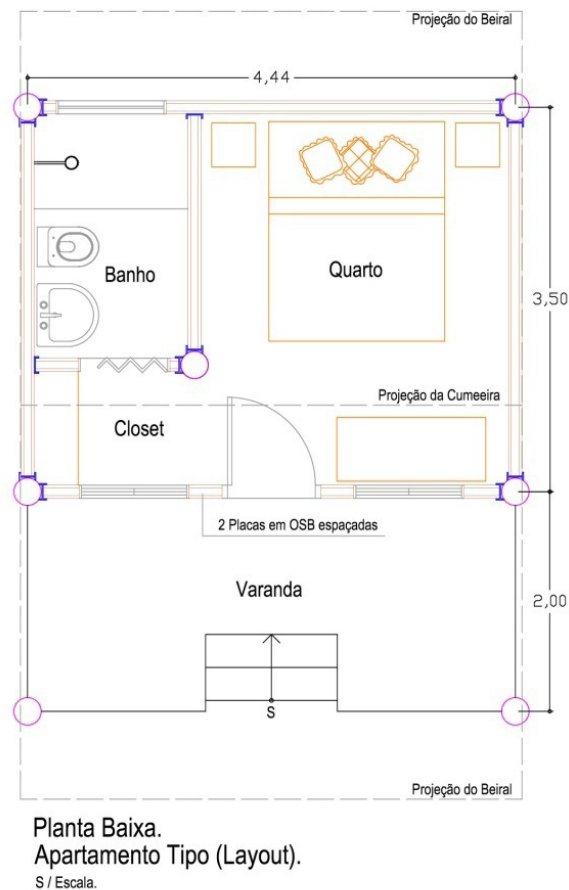 Projeção do Beiral
4,44
Banho
Quarto
3,50
Projeção da Cumeeira
Closet
2 Placas em OSB espaçadas
Varanda
2,00
S
Projeção do Beiral
Planta Baixa.
Apartamento Tipo (Layout).
S / Escala.